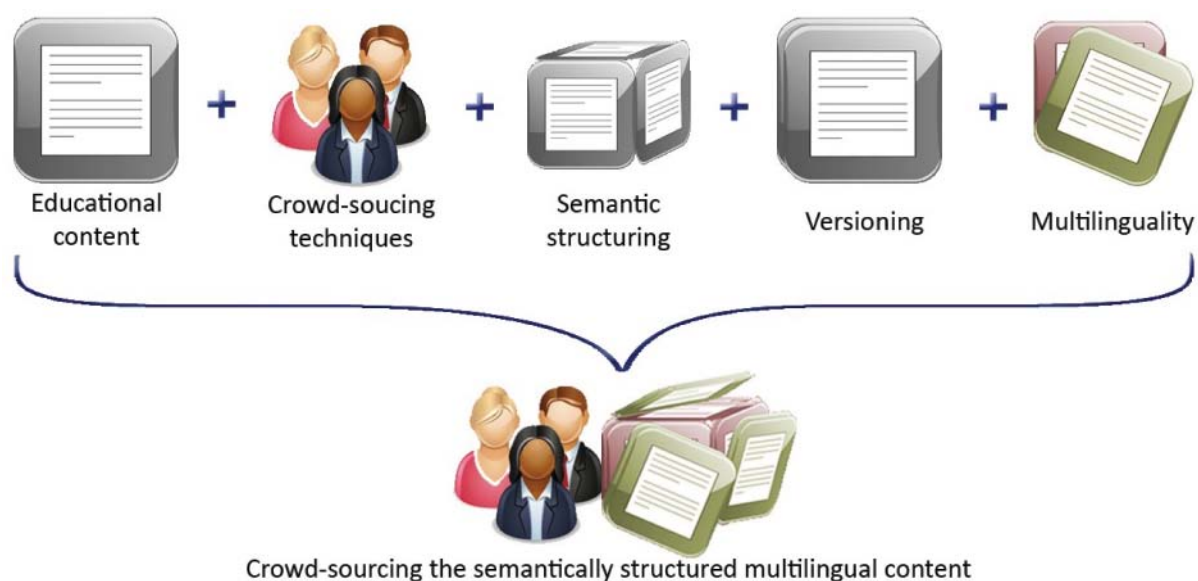 Educational
content
Crowd-soucing
techniques
Semantic
structuring
Versioning
Multilinguality
Crowd-sourcing the semantically structured multilingual content